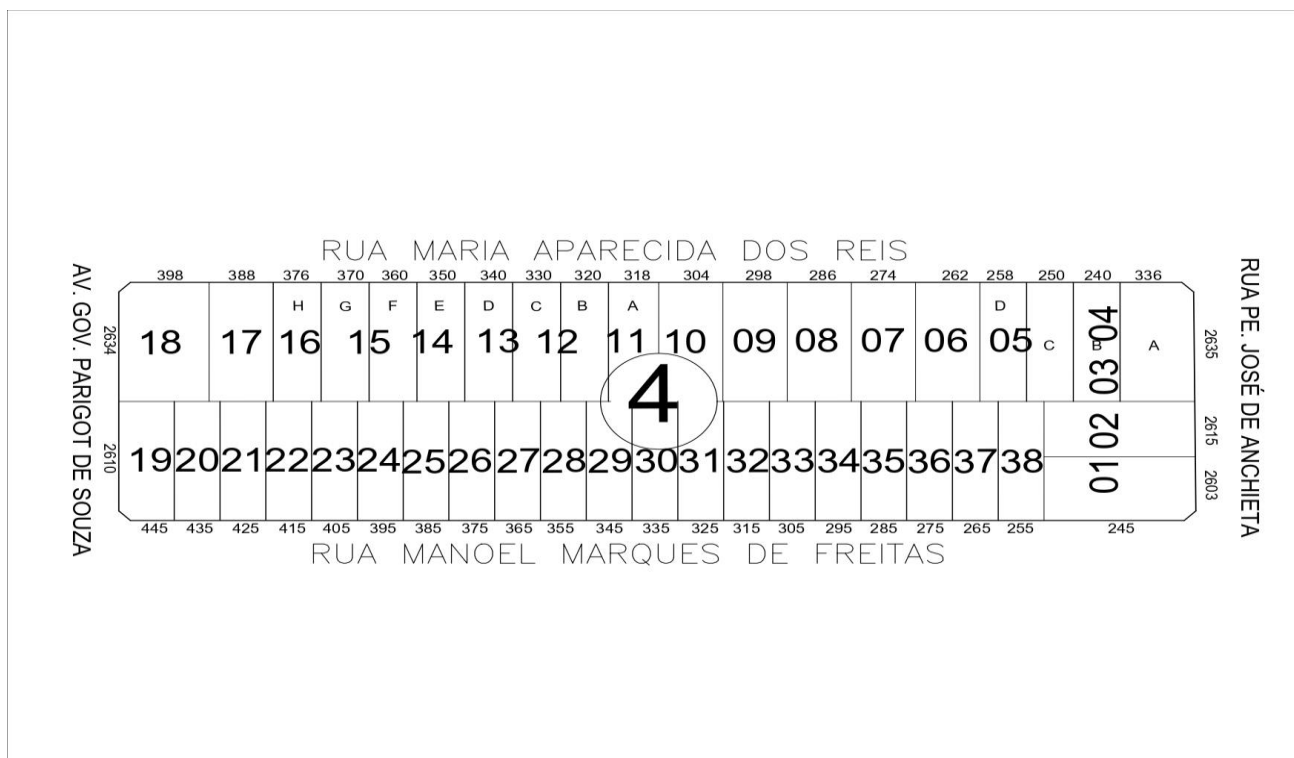 RUA MARIA APARECIDA DOS REIS
398 388 376 370 360 350 340 330 320 318 304 298 286 274 262 258 250 240 336
H G F E D C B A D
18 17 16 15 14 13 12 11 10 09 08 07 06 05 C B A
03 04
4
19 20 21 22 23 24 25 26 27 28 29 30 31 32 33 34 35 36 37 38
01 02
445 435 425 415 405 395 385 375 365 355 345 335 325 315 305 295 285 275 265 255 245
RUA MANOEL MARQUES DE FREITAS
AV. GOV. PARIGOT DE SOUZA
2634
2610
RUA PE. JOSÉ DE ANCHIETA
2635
2615
2603